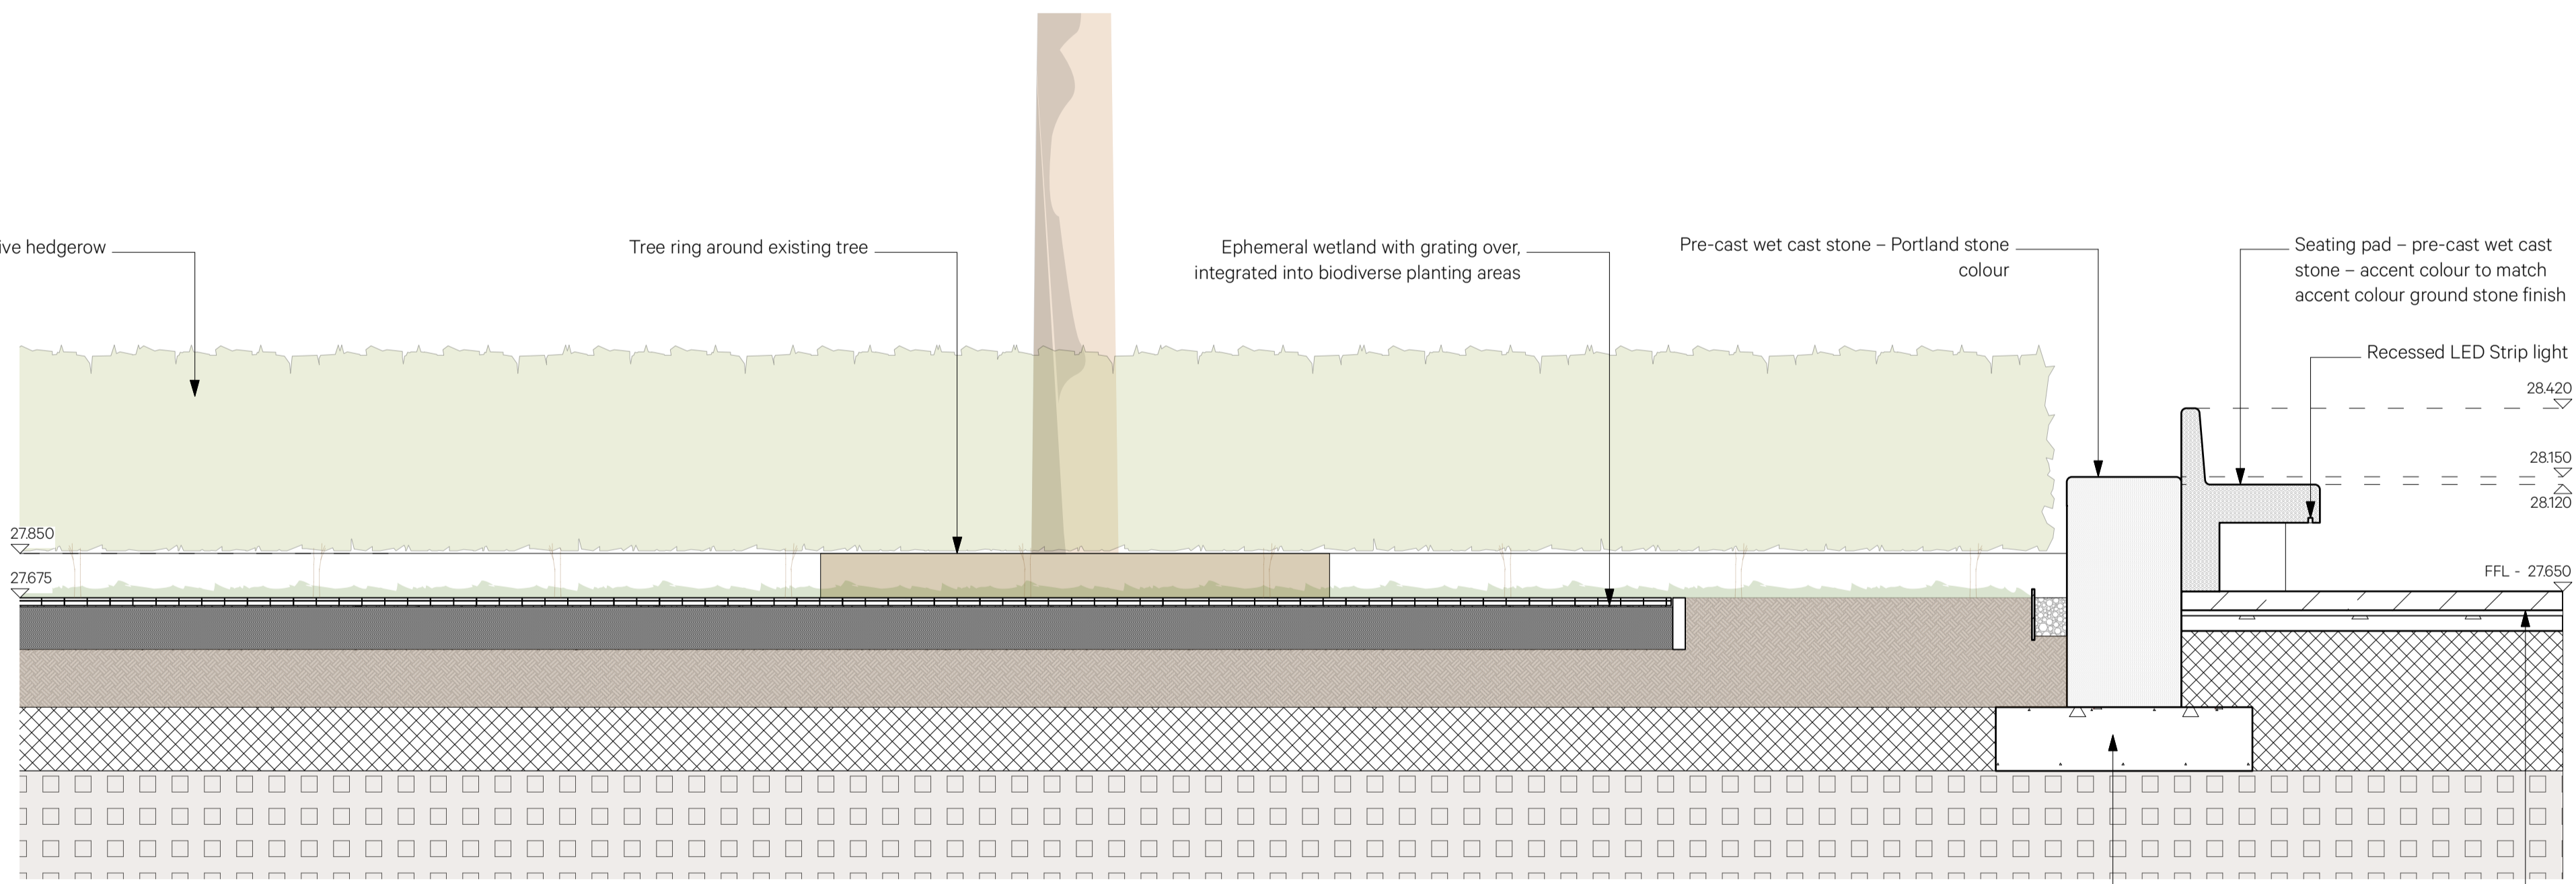 hedgerow
Tree ring around existing tree
Ephemeral wetland with grating over,
integrated into biodiverse planting areas
Pre-cast wet cast stone – Portland stone
colour
Seating pad – pre-cast wet cast
stone – accent colour to match
accent colour ground stone finish
Recessed LED Strip light
28.420
28.150
28.120
27.850
27.675
FFL - 27.650